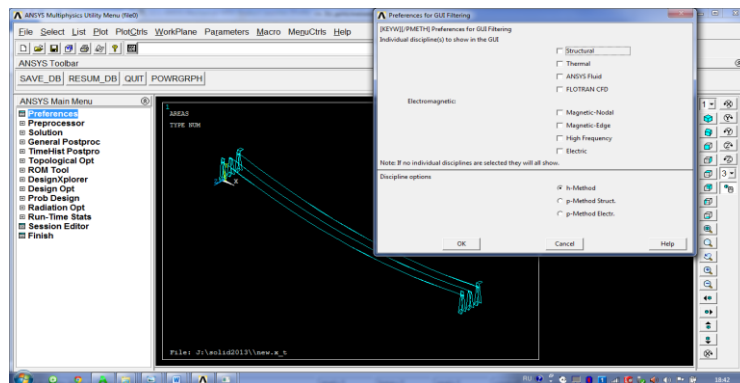 ANSYS Multiphysics Utility Menu (file0)
File Select List Plot PlotCtrls WorkPlane Parameters Macro MenuCtrls Help
ANSYS Toolbar
SAVE_DB RESUM_DB QUIT POWRGRPH
ANSYS Main Menu
Preferences
Preprocessor
Solution
General Postproc
TimeHist Postpro
Topological Opt
ROM Tool
DesignXplorer
Design Opt
Prob Design
Radiation Opt
Run-Time Stats
Session Editor
Finish
1
AREAS
TYPE NUM
X
File: J:\solid2013\\new.x_t
Preferences for GUI Filtering
[KEYW][/PMETH] Preferences for GUI Filtering
Individual discipline(s) to show in the GUI
Structural
Thermal
ANSYS Fluid
FLOTRAN CFD
Electromagnetic:
Magnetic-Nodal
Magnetic-Edge
High Frequency
Electric
Note: If no individual disciplines are selected they will all show.
Discipline options
h-Method
p-Method Struct.
p-Method Electr.
OK Cancel Help
1
3
RU
18:42